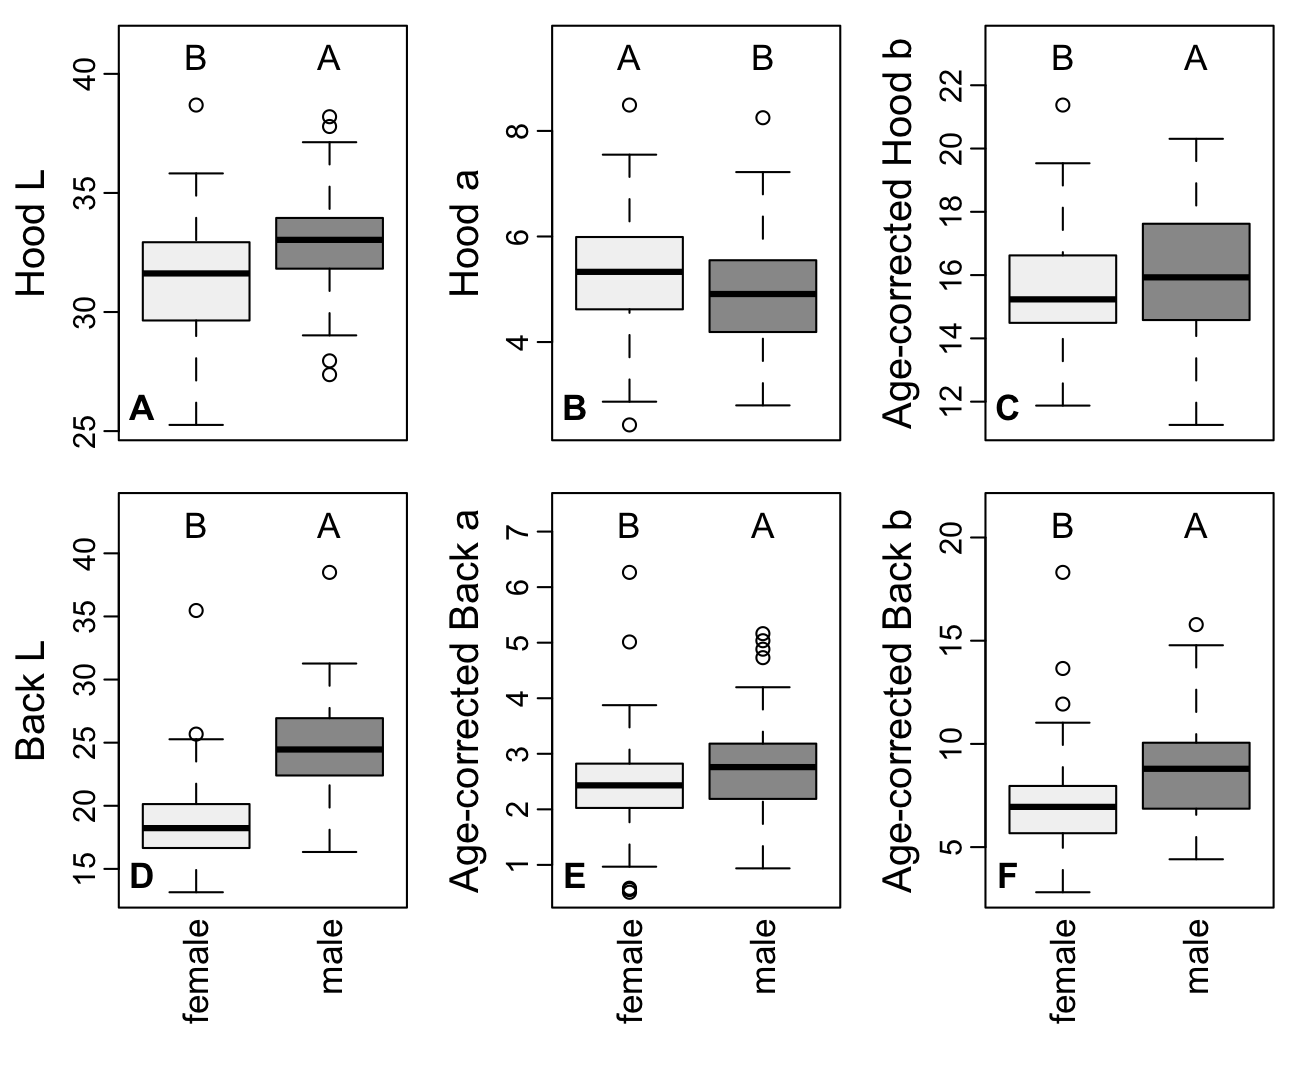 Hood L
40
35
30
25
B A
A
Hood a
8
6
4
A B
B
Age-corrected Hood b
22
20
18
16
14
12
B A
C
Back L
40
35
30
25
20
15
B A
D
female male
Age-corrected Back a
7
6
5
4
3
2
1
B A
E
female male
Age-corrected Back b
20
15
10
5
B A
F
female male